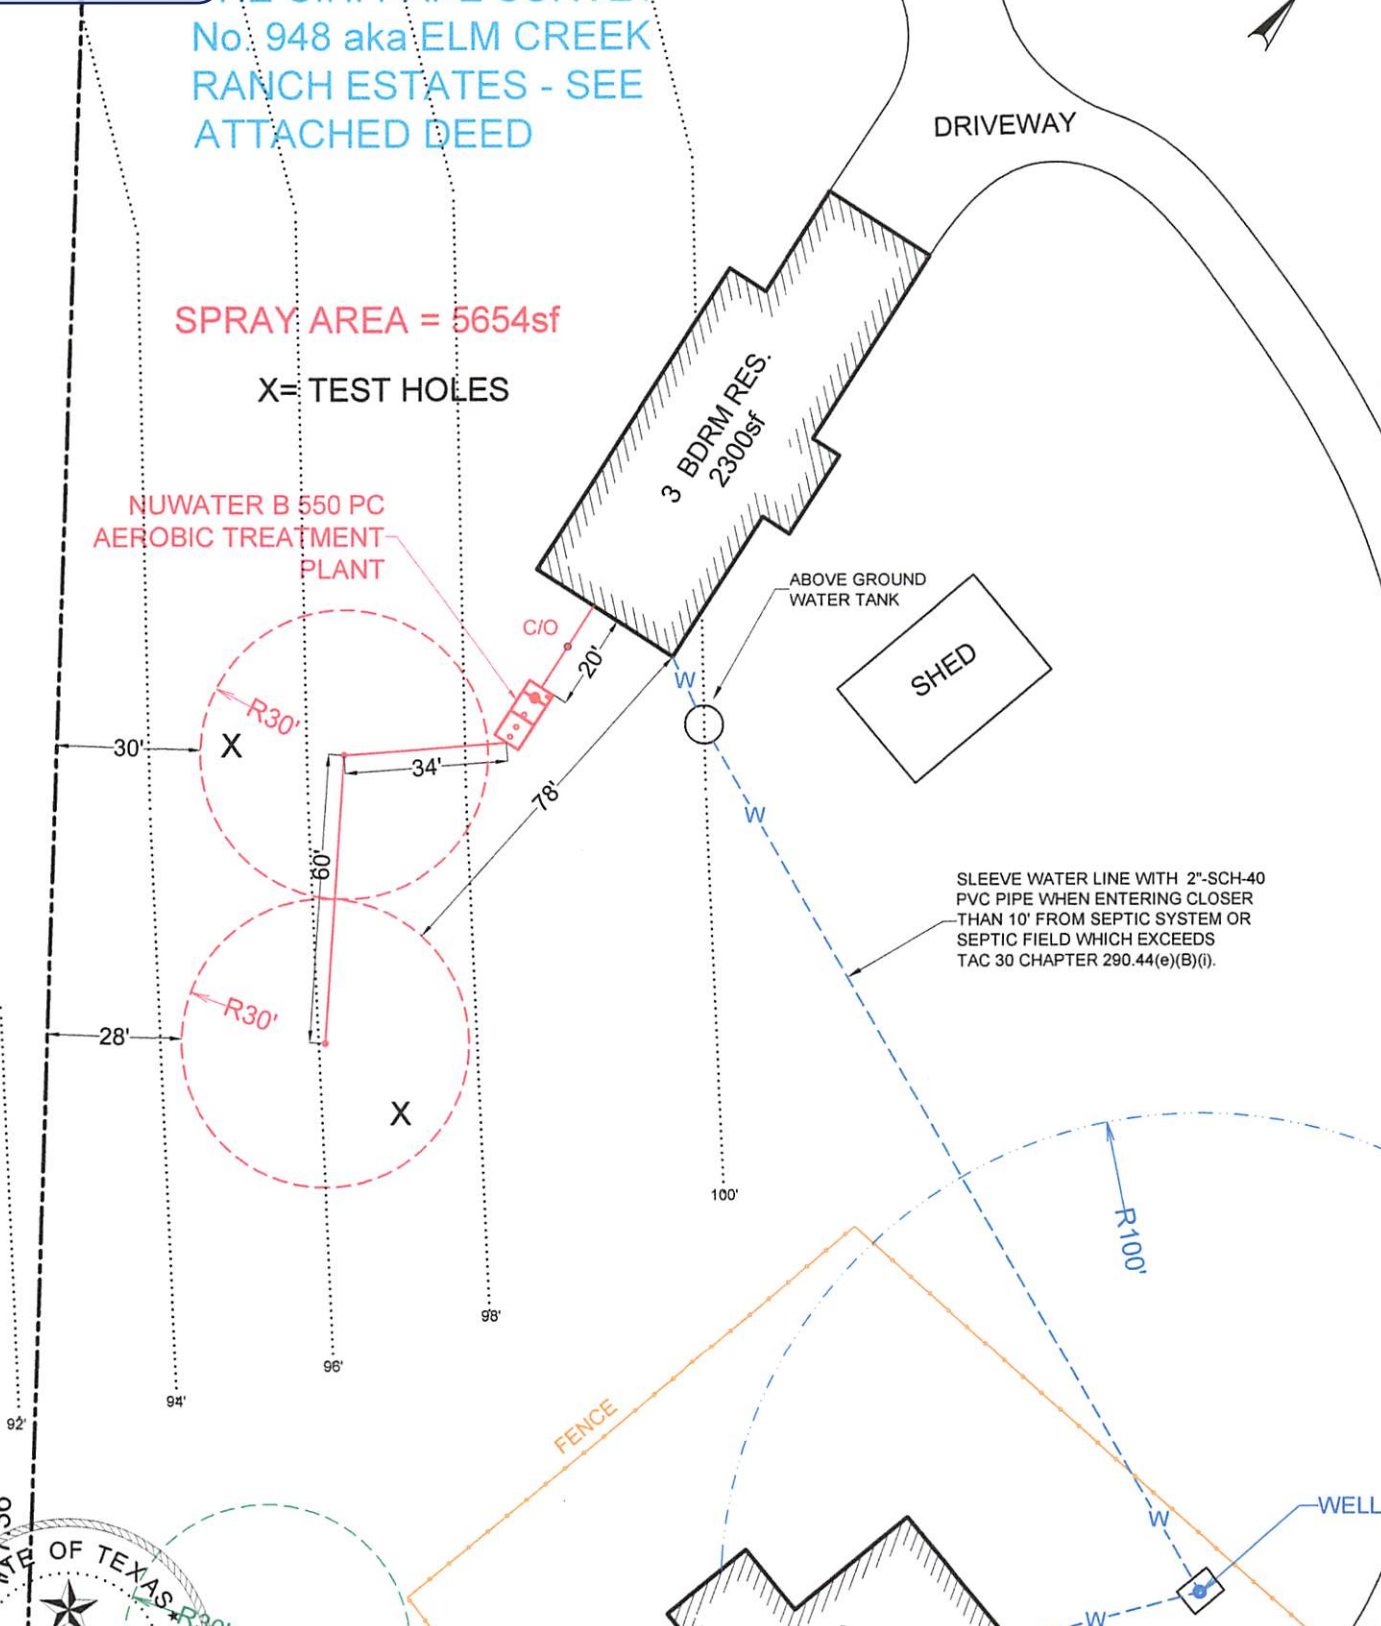 No. 948 aka ELM CREEK
RANCH ESTATES - SEE
ATTACHED DEED
DRIVEWAY
SPRAY AREA = 5654sf
X= TEST HOLES
3 BDRM RES.
2300sf
NUWATER B 550 PC
AEROBIC TREATMENT
PLANT
ABOVE GROUND
WATER TANK
C/O
20'
SHED
W
R30'
X
30'
34'
78'
W
60'
SLEEVE WATER LINE WITH 2"-SCH-40
PVC PIPE WHEN ENTERING CLOSER
THAN 10' FROM SEPTIC SYSTEM OR
SEPTIC FIELD WHICH EXCEEDS
TAC 30 CHAPTER 290.44(e)(B)(i).
R30'
28'
X
100'
R100'
98'
96'
94'
92'
FENCE
WELL
W
OF TEXAS
R30'
W